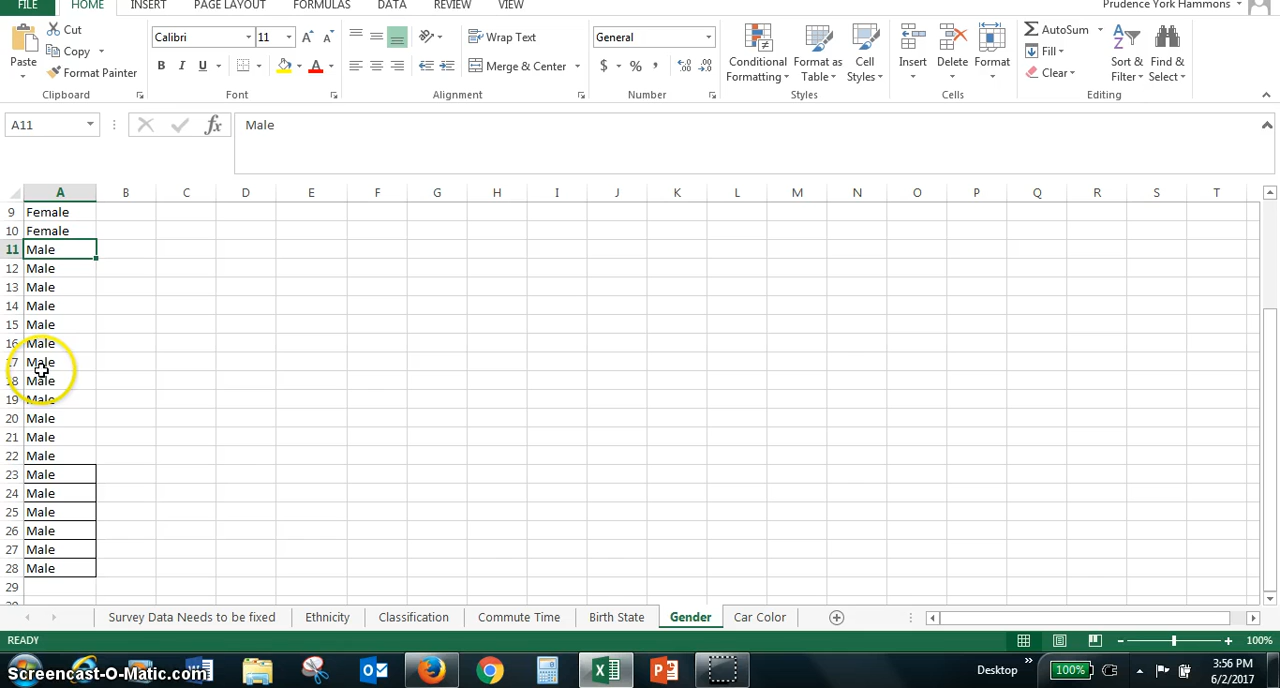 FILE HOME INSERT PAGE LAYOUT FORMULAS DATA REVIEW VIEW Prudence York Hammons
Cut
Copy
Format Painter
Paste
Clipboard
Calibri 11
B I U
Font
Wrap Text
Merge & Center
Alignment
General
$ % ,
Number
Conditional Formatting
Format as Table
Cell Styles
Styles
Insert Delete Format
Cells
AutoSum
Fill
Clear
Sort & Filter
Find & Select
Editing
A11 fx Male
A B C D E F G H I J K L M N O P Q R S T
9 Female
10 Female
11 Male
12 Male
13 Male
14 Male
15 Male
16 Male
17 Male
18 Male
19 Male
20 Male
21 Male
22 Male
23 Male
24 Male
25 Male
26 Male
27 Male
28 Male
29
Survey Data Needs to be fixed Ethnicity Classification Commute Time Birth State Gender Car Color
READY 100%
Screencast-O-Matic.com Desktop 100% 3:56 PM
6/2/2017